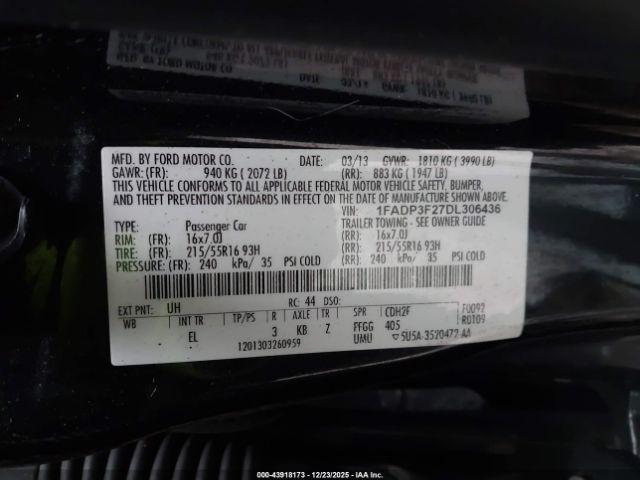 MFD. BY FORD MOTOR CO. DATE: 03/13 GVWR: 1810 KG ( 3990 LB)
GAWR: (FR): 940 KG ( 2072 LB) (RR): 883 KG ( 1947 LB)
THIS VEHICLE CONFORMS TO ALL APPLICABLE FEDERAL MOTOR VEHICLE SAFETY, BUMPER,
AND THEFT PREVENTION STANDARDS IN EFFECT ON THE DATE OF MANUFACTURE SHOWN ABOVE.
VIN: 1FADP3F27DL306436
TYPE: Passenger Car TRAILER TOWING - SEE OWNER GUIDE
RIM: (FR): 16x7.0J (RR): 16x7.0J
TIRE: (FR): 215/55R16 93H (RR): 215/55R16 93H
PRESSURE: (FR): 240 kPa/ 35 PSI COLD (RR): 240 kPa/ 35 PSI COLD
EXT PNT: UH RC: 44 DSO: F0092
WB INT TR TP/PS R AXLE TR SPR CDH2F R0109
EL 3 KB Z PFGG 405
1201303260959 UMU 5U5A-3520472-AA
000-43918173 - 12/23/2025 - IAA Inc.